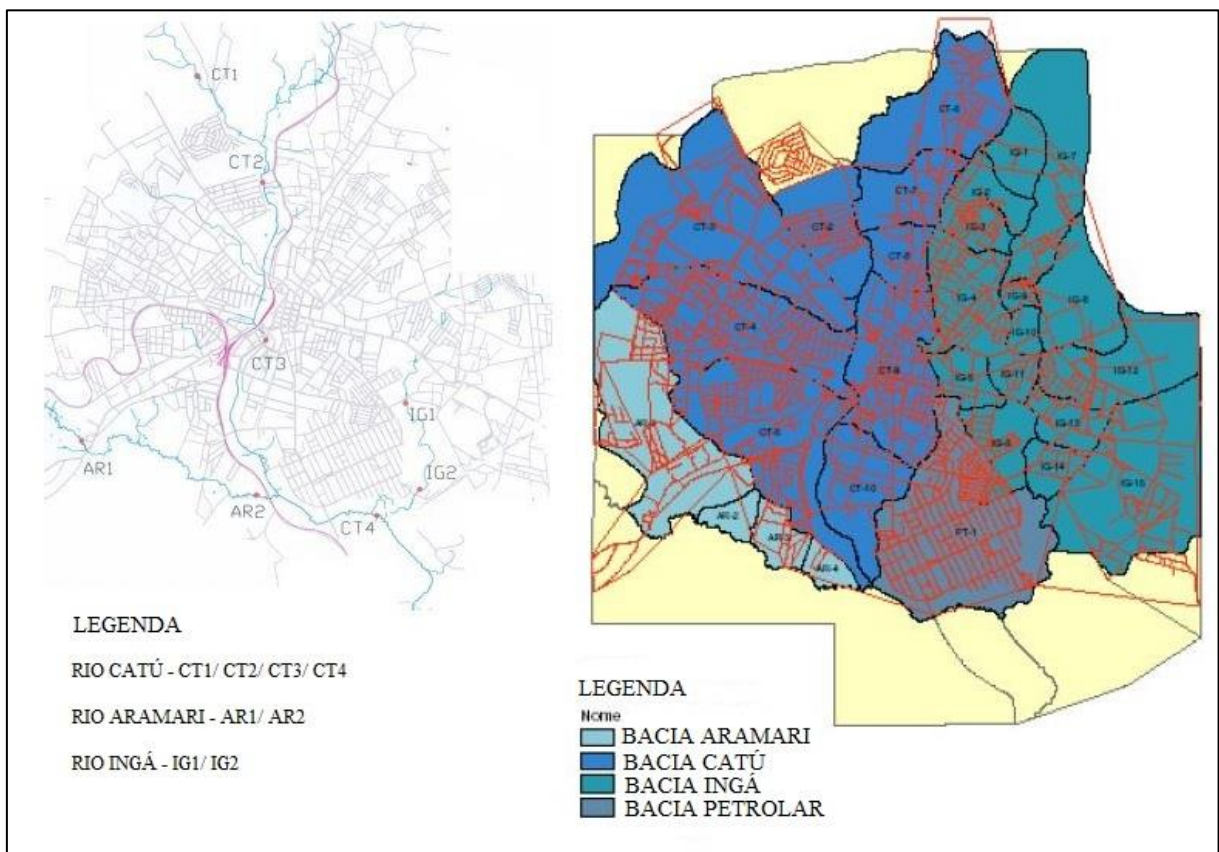 CT1
CT2
CT3
IG1
AR1
IG2
AR2
CT4
LEGENDA
RIO CATÚ - CT1/ CT2/ CT3/ CT4
RIO ARAMARI - AR1/ AR2
RIO INGÁ - IG1/ IG2
CT-6
IG-1
IG-7
CT-7
IG-2
CT-3
CT-2
IG-3
IG-4
IG-8
CT-4
IG-10
CT-9
IG-5
IG-11
IG-12
IG-13
CT-5
IG-6
IG-14
CT-10
IG-15
AR-2
AR-3
AR-4
PT-1
LEGENDA
Nome
BACIA ARAMARI
BACIA CATÚ
BACIA INGÁ
BACIA PETROLAR